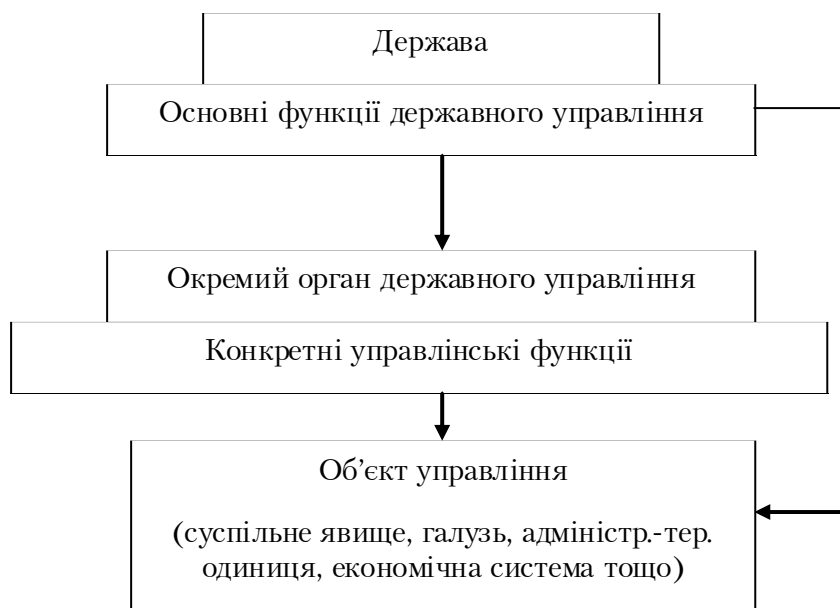 Держава
Основні функції державного управління
Окремий орган державного управління
Конкретні управлінські функції
Об’єкт управління
(суспільне явище, галузь, адміністр.-тер.
одиниця, економічна система тощо)